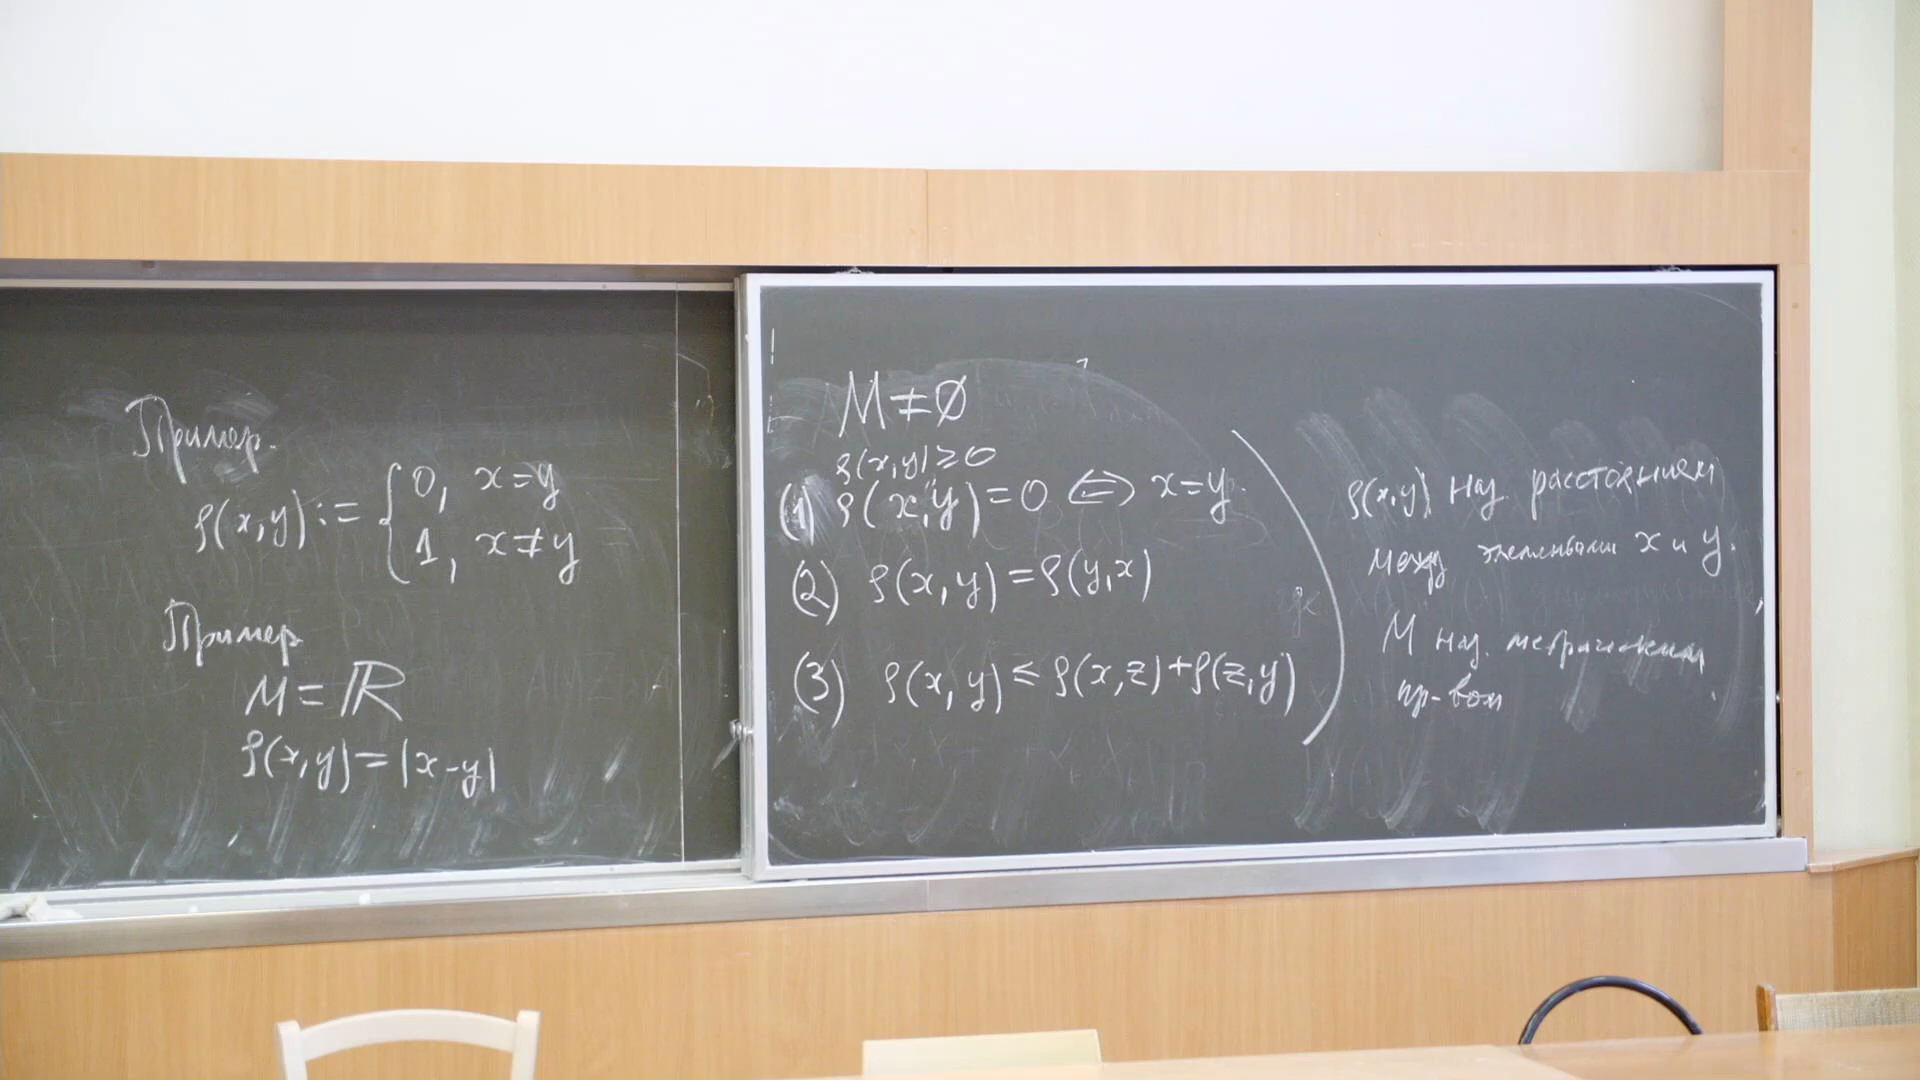 Пример.
ρ(x,y) := { 0, x=y
1, x≠y
Пример
M = ℝ
ρ(x,y) = |x-y|
M ≠ ∅
ρ(x,y) ≥ 0
(1) ρ(x,y) = 0 ⇔ x=y.
(2) ρ(x,y) = ρ(y,x)
(3) ρ(x,y) ≤ ρ(x,z) + ρ(z,y)
ρ(x,y) наз расстоянием
между элементами x и y.
M наз. метрическим
пр-вом